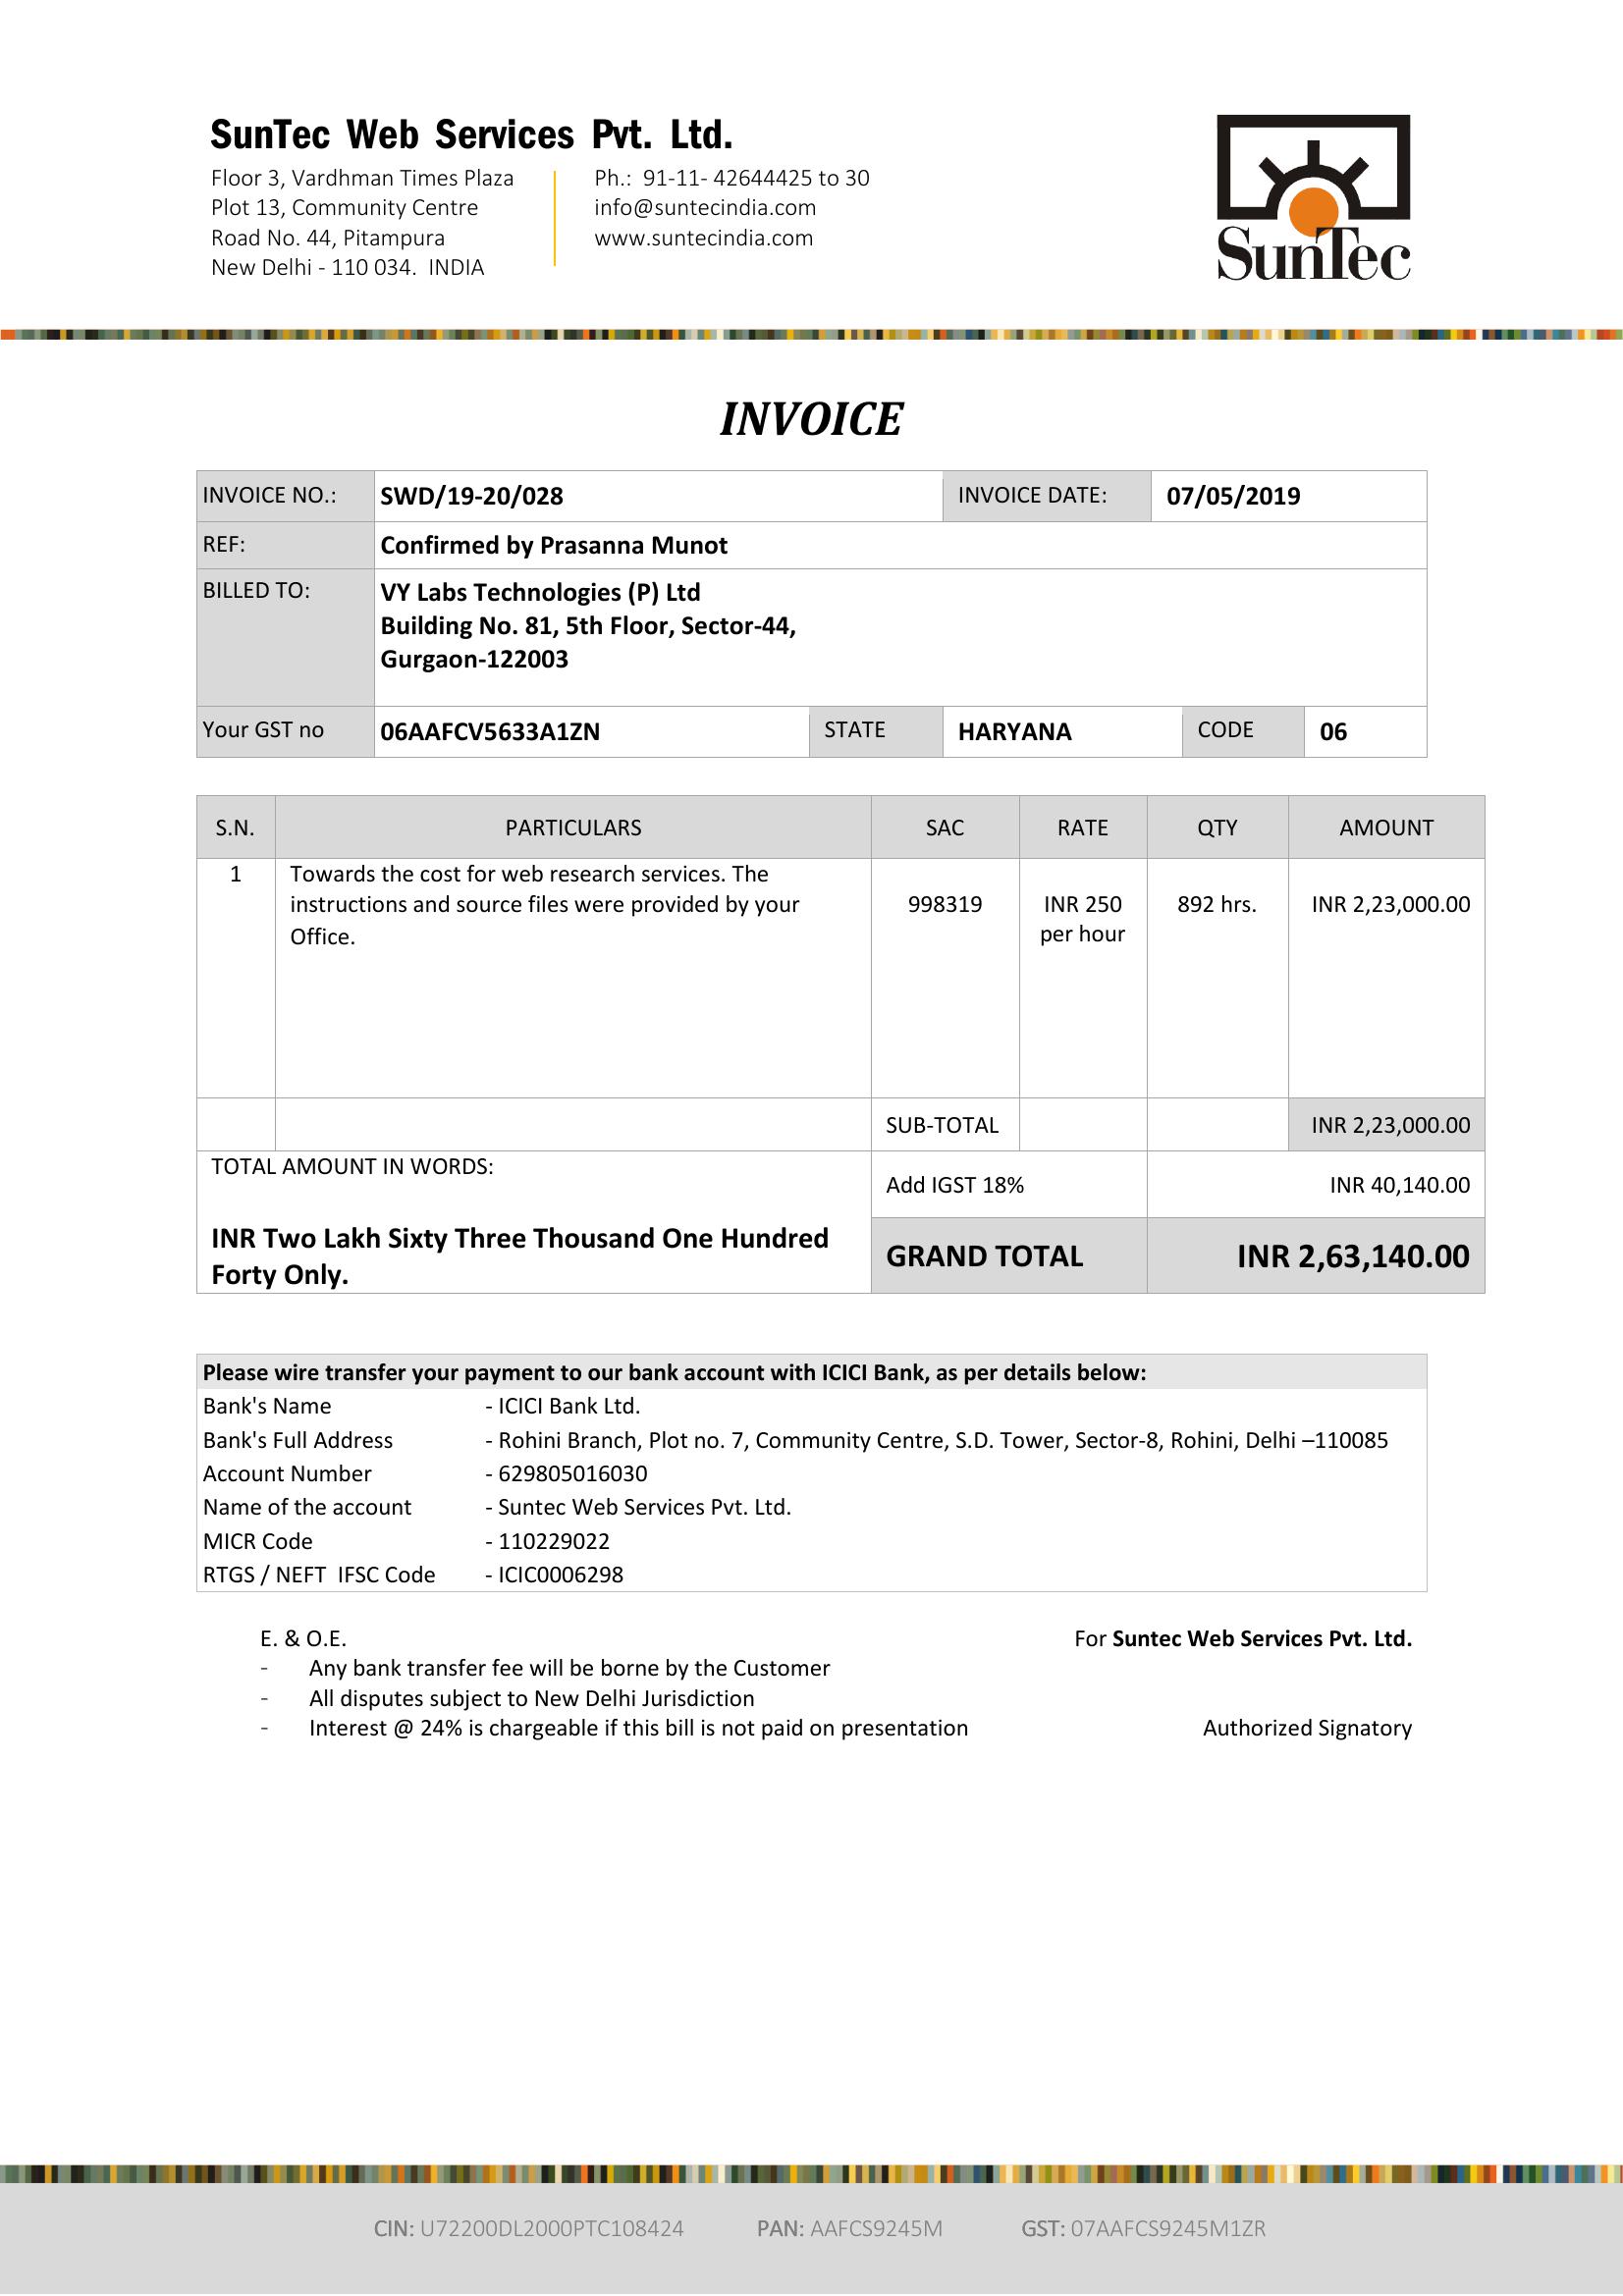 SunTec Web Services Pvt. Ltd.
Floor 3, Vardhman Times Plaza
Plot 13, Community Centre
Road No. 44, Pitampura
New Delhi - 110 034. INDIA
Ph.: 91-11- 42644425 to 30
info@suntecindia.com
www.suntecindia.com
SunTec
INVOICE
INVOICE NO.: SWD/19-20/028 INVOICE DATE: 07/05/2019
REF: Confirmed by Prasanna Munot
BILLED TO: VY Labs Technologies (P) Ltd
Building No. 81, 5th Floor, Sector-44,
Gurgaon-122003
Your GST no 06AAFCV5633A1ZN STATE HARYANA CODE 06
S.N. PARTICULARS SAC RATE QTY AMOUNT
1 Towards the cost for web research services. The
instructions and source files were provided by your 998319 INR 250 892 hrs. INR 2,23,000.00
Office. per hour
SUB-TOTAL INR 2,23,000.00
TOTAL AMOUNT IN WORDS:
Add IGST 18% INR 40,140.00
INR Two Lakh Sixty Three Thousand One Hundred
Forty Only.
GRAND TOTAL INR 2,63,140.00
Please wire transfer your payment to our bank account with ICICI Bank, as per details below:
Bank's Name - ICICI Bank Ltd.
Bank's Full Address - Rohini Branch, Plot no. 7, Community Centre, S.D. Tower, Sector-8, Rohini, Delhi –110085
Account Number - 629805016030
Name of the account - Suntec Web Services Pvt. Ltd.
MICR Code - 110229022
RTGS / NEFT IFSC Code - ICIC0006298
E. & O.E. For Suntec Web Services Pvt. Ltd.
- Any bank transfer fee will be borne by the Customer
- All disputes subject to New Delhi Jurisdiction
- Interest @ 24% is chargeable if this bill is not paid on presentation Authorized Signatory
CIN: U72200DL2000PTC108424 PAN: AAFCS9245M GST: 07AAFCS9245M1ZR